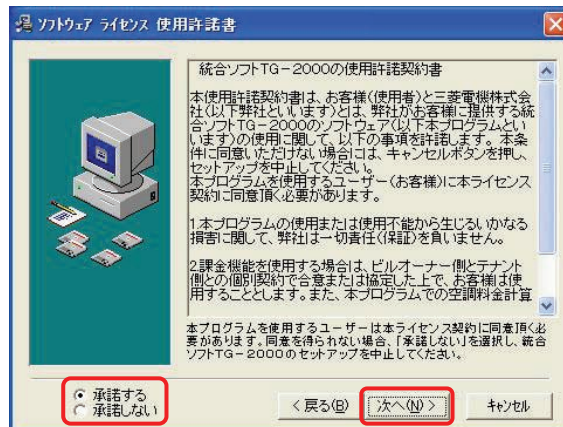 ソフトウェア ライセンス 使用許諾書
統合ソフトTG-2000の使用許諾契約書
本使用許諾契約書は、お客様(使用者)と三菱電機株式会
社(以下弊社といいます)とは、弊社がお客様に提供する統
合ソフトTG-2000のソフトウェア(以下本プログラムとい
います)の使用に関して、以下の事項を許諾します。本条
件に同意いただけない場合には、キャンセルボタンを押し、
セットアップを中止してください。
本プログラムを使用するユーザー(お客様)に本ライセンス
契約に同意頂く必要があります。
1.本プログラムの使用または使用不能から生じるいかなる
損害に関して、弊社は一切責任(保証)を負いません。
2.課金機能を使用する場合は、ビルオーナー側とテナント
側との個別契約で合意または協定した上で、お客様は使
用することとします。また、本プログラムでの空調料金計算
本プログラムを使用するユーザーは本ライセンス契約に同意頂く必
要があります。同意を得られない場合、「承諾しない」を選択し、統合
ソフトTG-2000のセットアップを中止してください。
承諾する
承諾しない
< 戻る(B)
次へ(N) >
キャンセル